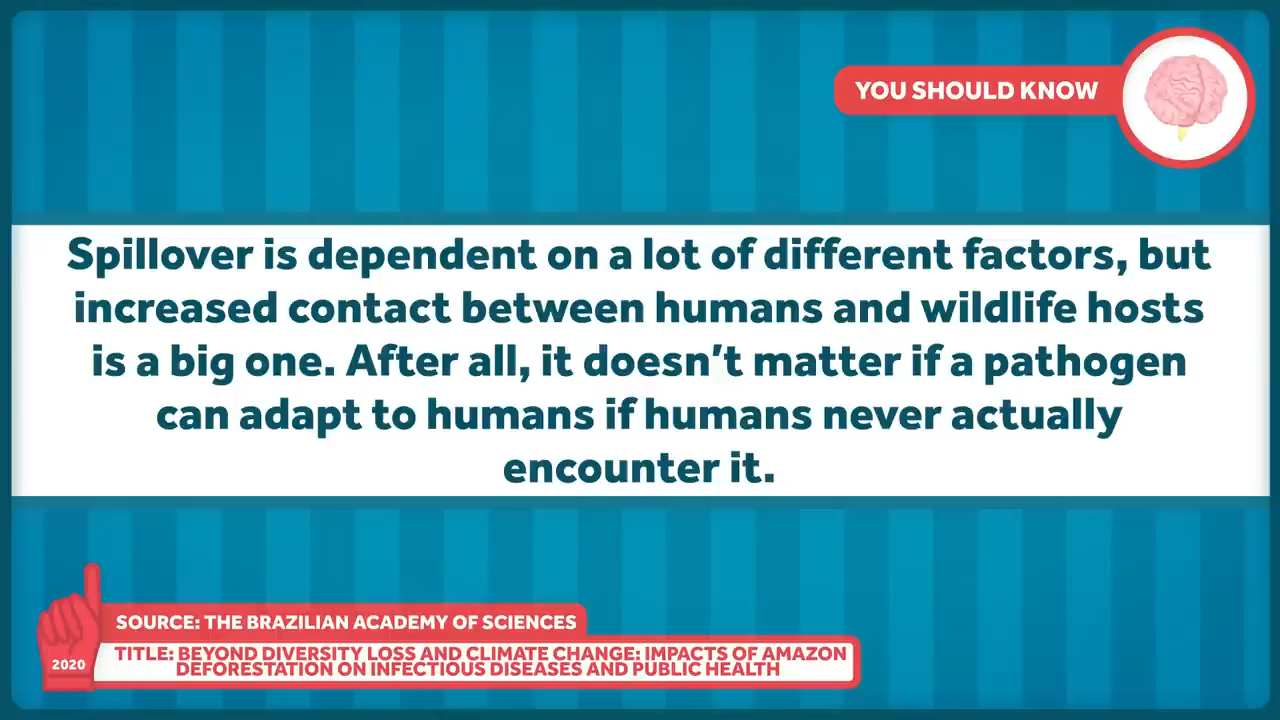 YOU SHOULD KNOW
Spillover is dependent on a lot of different factors, but
increased contact between humans and wildlife hosts
is a big one. After all, it doesn't matter if a pathogen
can adapt to humans if humans never actually
encounter it.
SOURCE: THE BRAZILIAN ACADEMY OF SCIENCES
2020
TITLE: BEYOND DIVERSITY LOSS AND CLIMATE CHANGE: IMPACTS OF AMAZON
DEFORESTATION ON INFECTIOUS DISEASES AND PUBLIC HEALTH